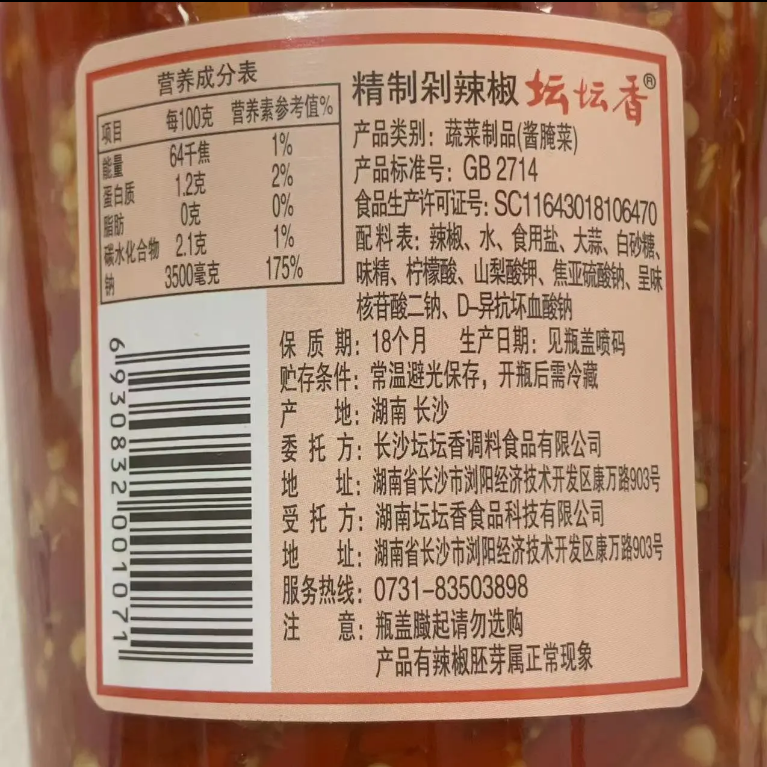 营养成分表
项目 每100克 营养素参考值%
能量 64千焦 1%
蛋白质 1.2克 2%
脂肪 0克 0%
碳水化合物 2.1克 1%
钠 3500毫克 175%
精制剁辣椒 坛坛香®
产品类别：蔬菜制品(酱腌菜)
产品标准号：GB 2714
食品生产许可证号：SC11643018106470
配料表：辣椒、水、食用盐、大蒜、白砂糖、
味精、柠檬酸、山梨酸钾、焦亚硫酸钠、呈味
核苷酸二钠、D-异抗坏血酸钠
保质期：18个月 生产日期：见瓶盖喷码
贮存条件：常温避光保存，开瓶后需冷藏
产地：湖南 长沙
委托方：长沙坛坛香调料食品有限公司
地址：湖南省长沙市浏阳经济技术开发区康万路903号
受托方：湖南坛坛香食品科技有限公司
地址：湖南省长沙市浏阳经济技术开发区康万路903号
服务热线：0731-83503898
注意：瓶盖臌起请勿选购
产品有辣椒胚芽属正常现象
6930832001071